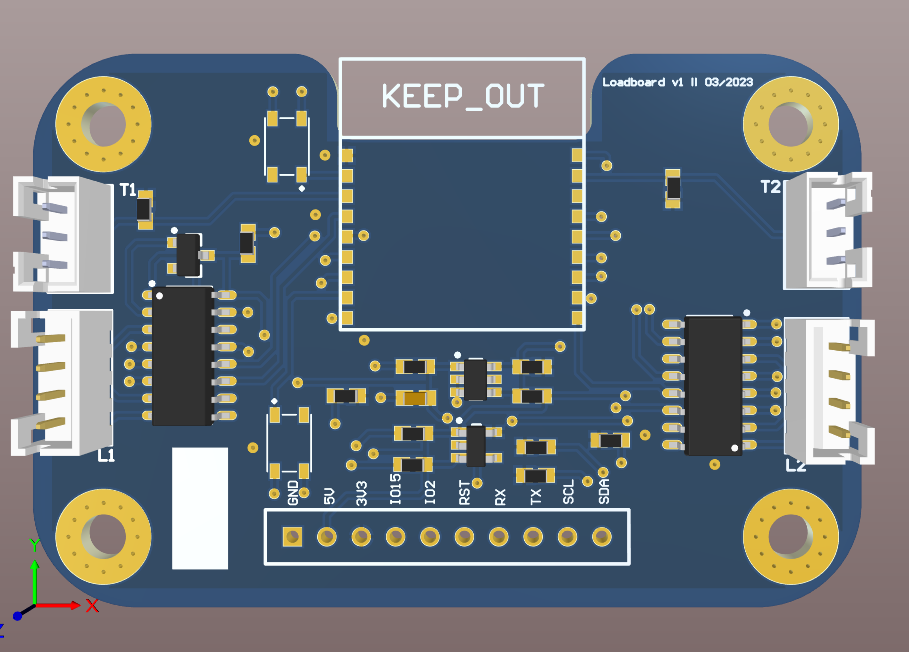 KEEP_OUT
Loadboard v1 II 03/2023
T1
T2
L1
L2
GND
5V
3V3
IO15
IO2
RST
RX
TX
SCL
SDA
Y
X
Z